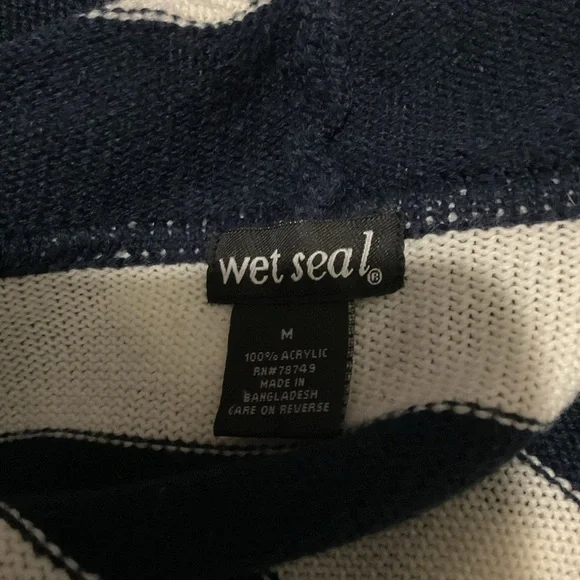 wet seal®
M
100% ACRYLIC
RN#78749
MADE IN
BANGLADESH
CARE ON REVERSE